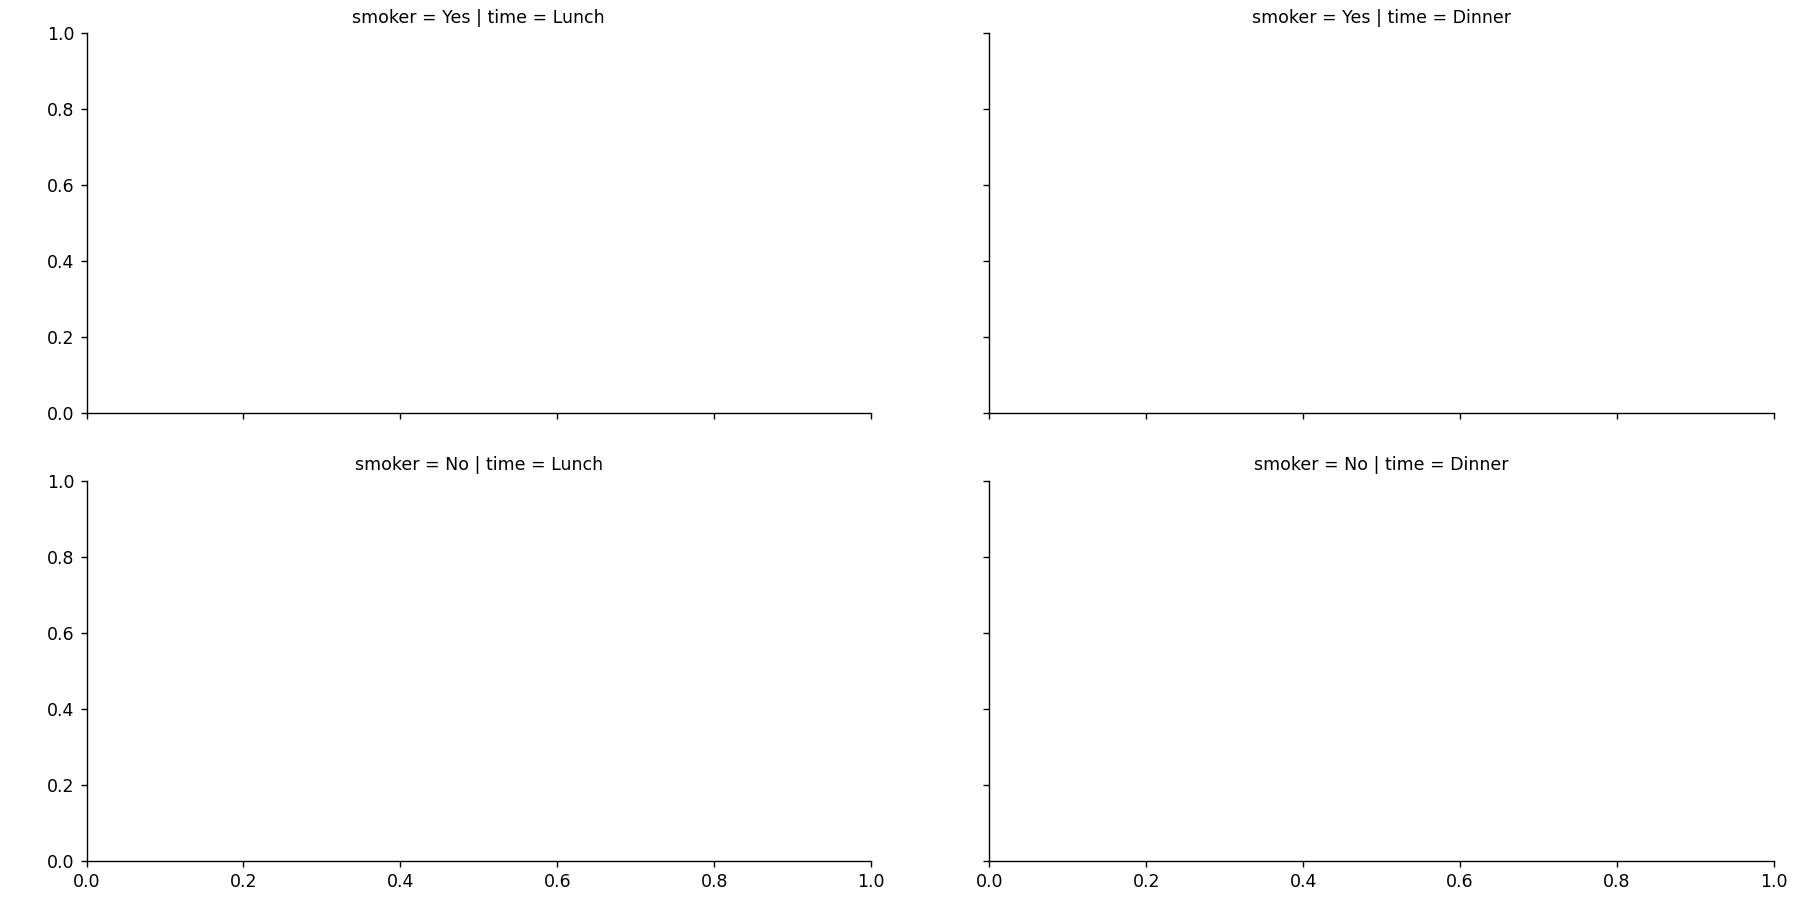 smoker = Yes | time = Lunch
smoker = Yes | time = Dinner
1.0
0.8
0.6
0.4
0.2
0.0
smoker = No | time = Lunch
smoker = No | time = Dinner
1.0
0.8
0.6
0.4
0.2
0.0
0.0 0.2 0.4 0.6 0.8 1.0
0.0 0.2 0.4 0.6 0.8 1.0